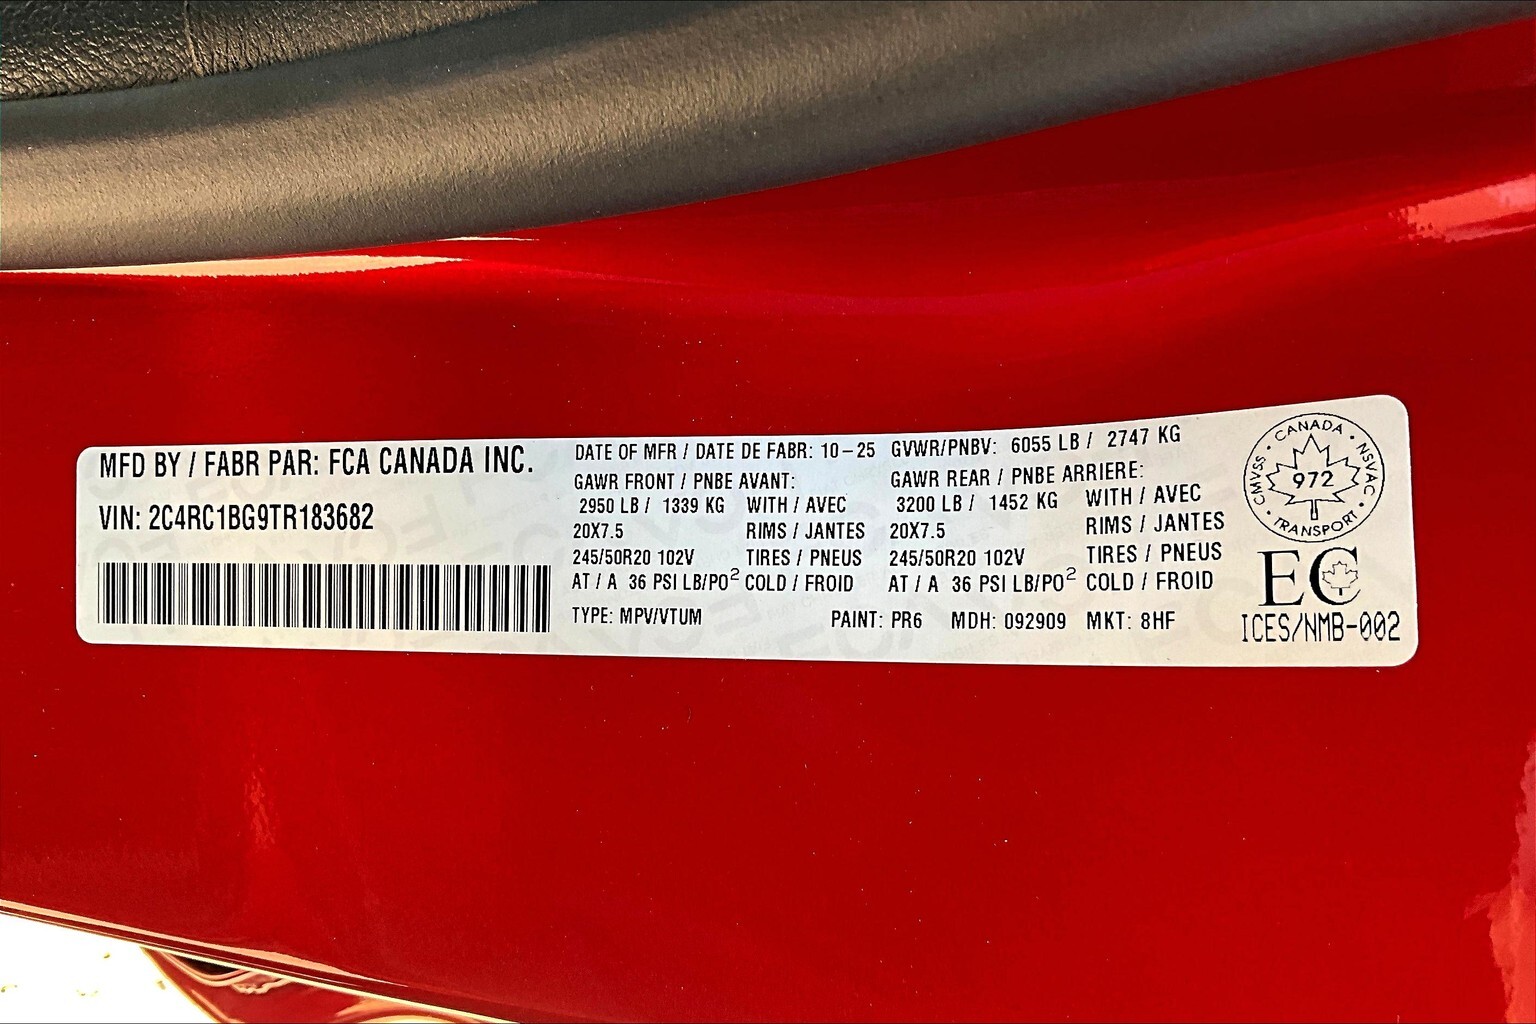 MFD BY / FABR PAR: FCA CANADA INC.
VIN: 2C4RC1BG9TR183682
DATE OF MFR / DATE DE FABR: 10-25 GVWR/PNBV: 6055 LB / 2747 KG
GAWR FRONT / PNBE AVANT: GAWR REAR / PNBE ARRIERE:
2950 LB / 1339 KG WITH / AVEC 3200 LB / 1452 KG WITH / AVEC
20X7.5 RIMS / JANTES 20X7.5 RIMS / JANTES
245/50R20 102V TIRES / PNEUS 245/50R20 102V TIRES / PNEUS
AT / A 36 PSI LB/PO² COLD / FROID AT / A 36 PSI LB/PO² COLD / FROID
TYPE: MPV/VTUM PAINT: PR6 MDH: 092909 MKT: 8HF
CANADA • NSVAC • TRANSPORT • CMVSS •
972
EC
ICES/NMB-002